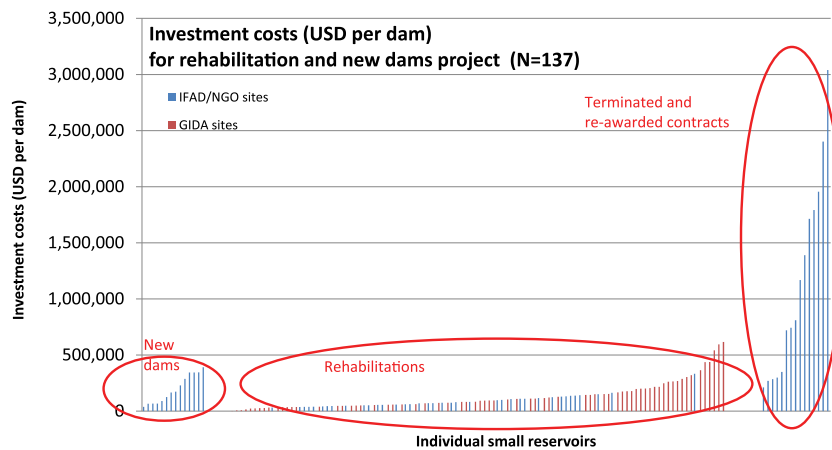 3,500,000
Investment costs (USD per dam)
for rehabilitation and new dams project (N=137)
3,000,000
IFAD/NGO sites
Terminated and
re-awarded contracts
2,500,000
GIDA sites
2,000,000
1,500,000
1,000,000
500,000
0
Investment costs (USD per dam)
New
dams
Rehabilitations
Individual small reservoirs